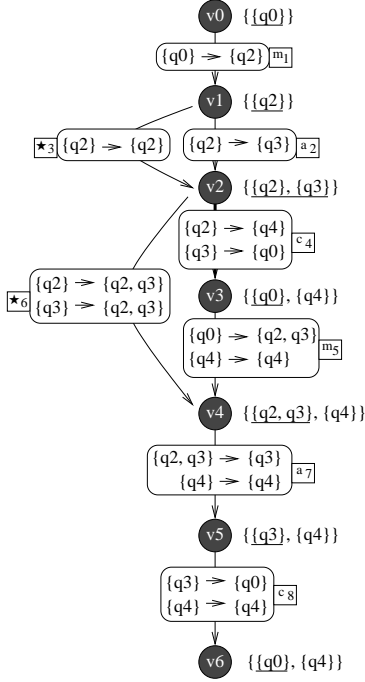 v0 {{q0}}
{q0} → {q2} m1
v1 {{q2}}
★3 {q2} → {q2} {q2} → {q3} a2
v2 {{q2}, {q3}}
{q2} → {q4}
{q3} → {q0}
c4
★6
{q2} → {q2, q3}
{q3} → {q2, q3}
v3 {{q0}, {q4}}
{q0} → {q2, q3}
{q4} → {q4}
m5
v4 {{q2, q3}, {q4}}
{q2, q3} → {q3}
{q4} → {q4}
a7
v5 {{q3}, {q4}}
{q3} → {q0}
{q4} → {q4}
c8
v6 {{q0}, {q4}}